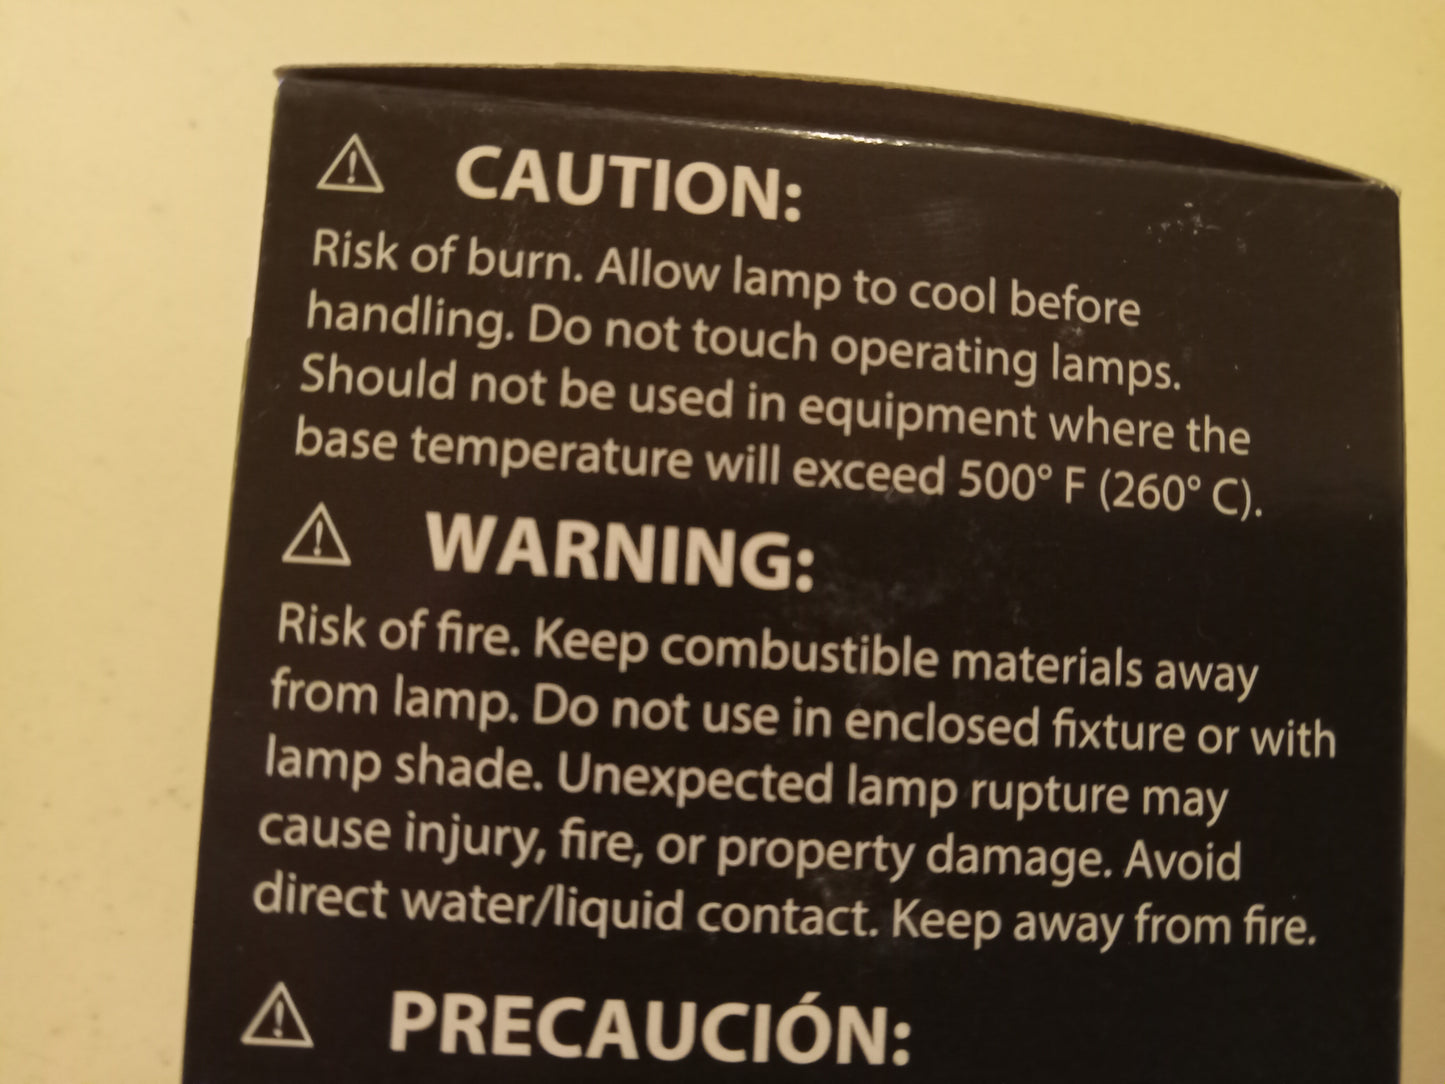 CAUTION:
Risk of burn. Allow lamp to cool before
handling. Do not touch operating lamps.
Should not be used in equipment where the
base temperature will exceed 500° F (260° C).
WARNING:
Risk of fire. Keep combustible materials away
from lamp. Do not use in enclosed fixture or with
lamp shade. Unexpected lamp rupture may
cause injury, fire, or property damage. Avoid
direct water/liquid contact. Keep away from fire.
PRECAUCIÓN: